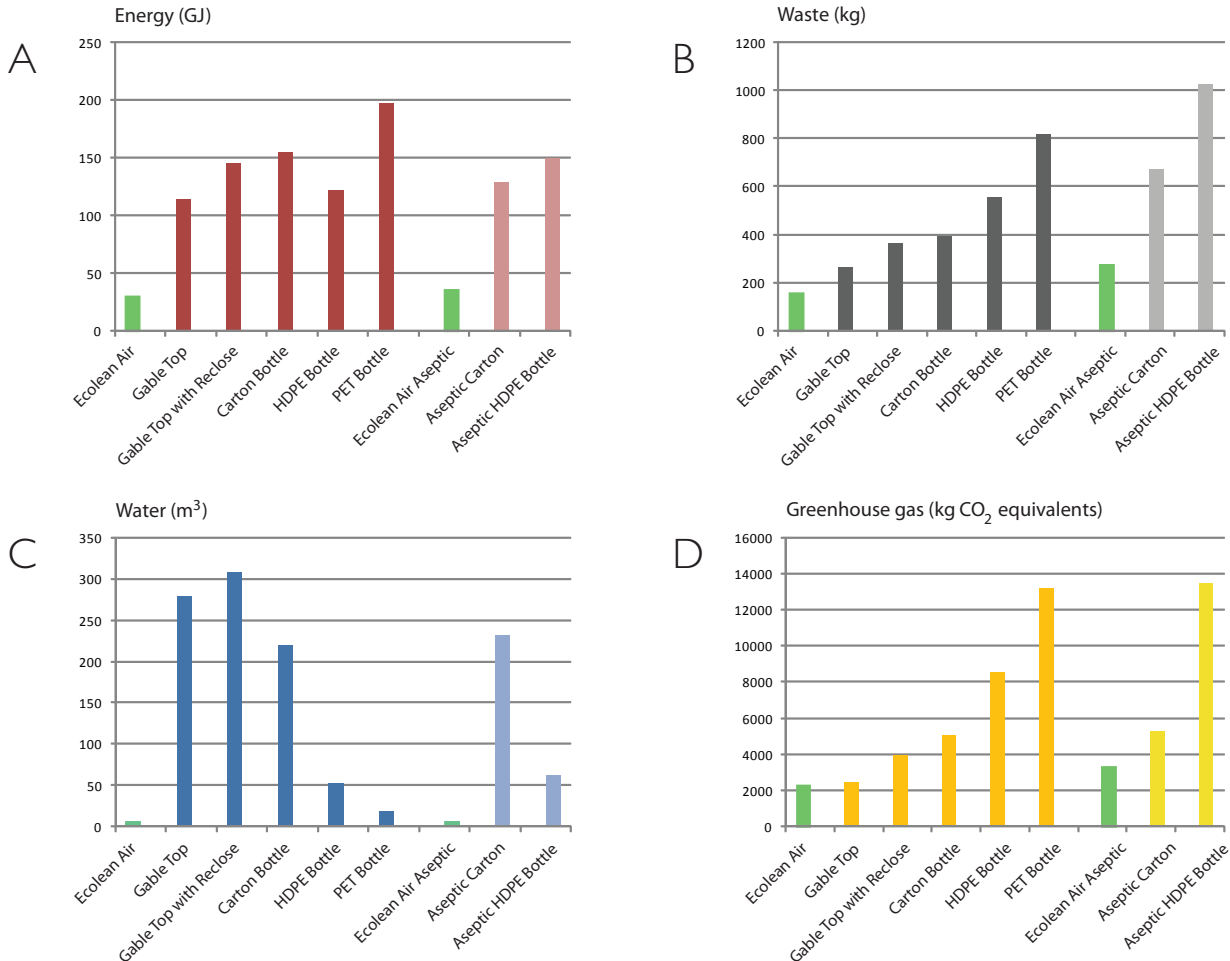 Energy (GJ)
A
250
200
150
100
50
0
Ecolean Air
Gable Top
Gable Top with Reclose
Carton Bottle
HDPE Bottle
PET Bottle
Ecolean Air Aseptic
Aseptic Carton
Aseptic HDPE Bottle
Waste (kg)
B
1200
1000
800
600
400
200
0
Ecolean Air
Gable Top
Gable Top with Reclose
Carton Bottle
HDPE Bottle
PET Bottle
Ecolean Air Aseptic
Aseptic Carton
Aseptic HDPE Bottle
Water (m³)
C
350
300
250
200
150
100
50
0
Ecolean Air
Gable Top
Gable Top with Reclose
Carton Bottle
HDPE Bottle
PET Bottle
Ecolean Air Aseptic
Aseptic Carton
Aseptic HDPE Bottle
Greenhouse gas (kg CO₂ equivalents)
D
16000
14000
12000
10000
8000
6000
4000
2000
0
Ecolean Air
Gable Top
Gable Top with Reclose
Carton Bottle
HDPE Bottle
PET Bottle
Ecolean Air Aseptic
Aseptic Carton
Aseptic HDPE Bottle